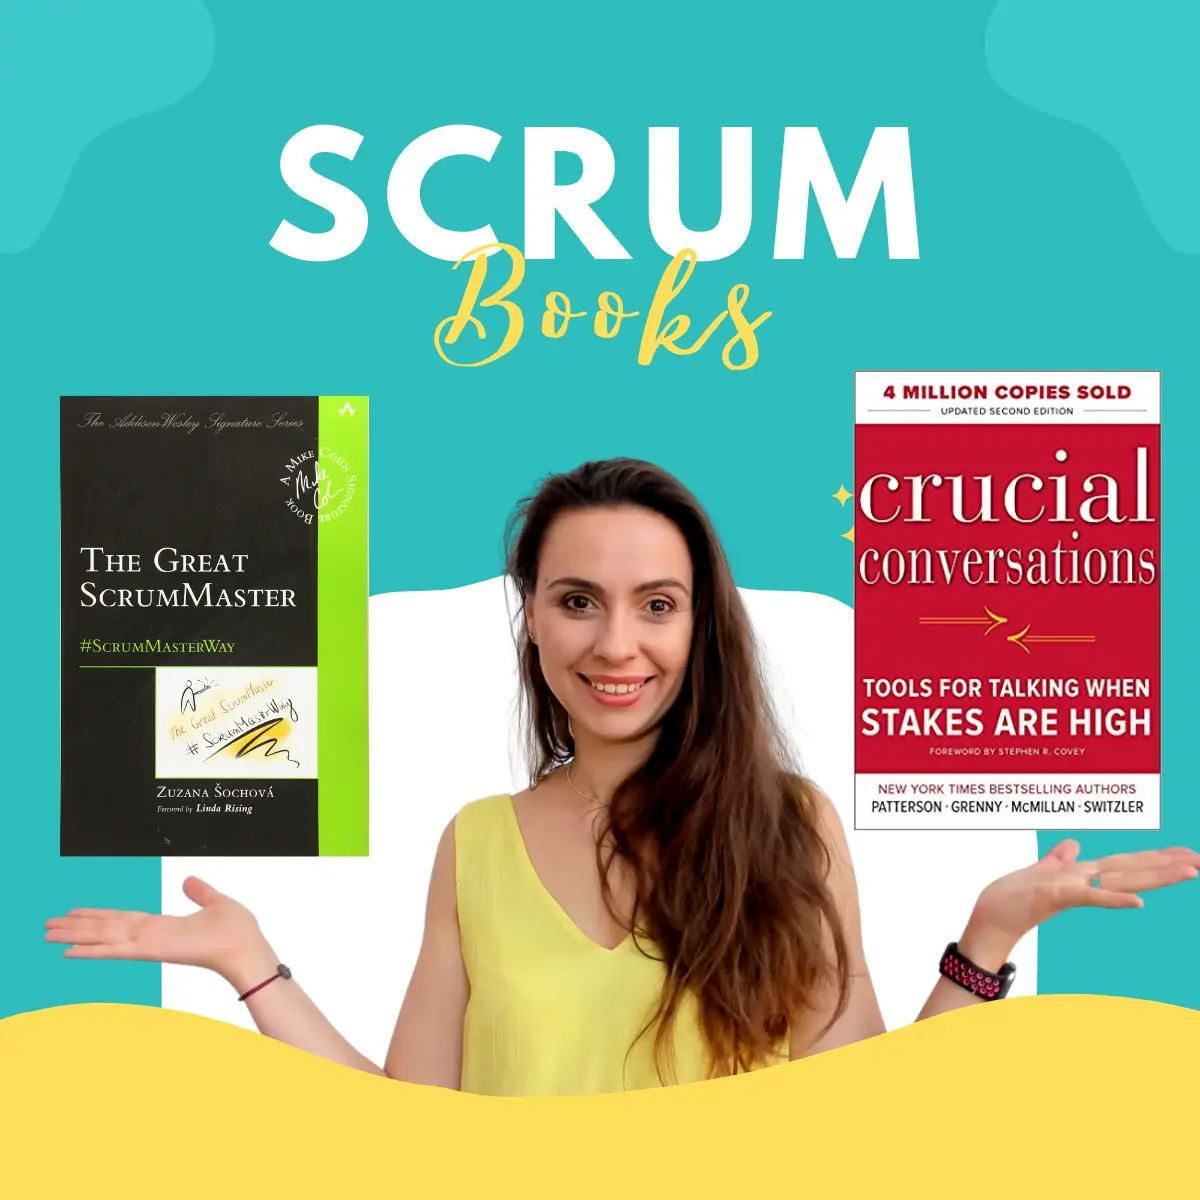 SCRUM
Books
The Addison Wesley Signature Series
A MIKE COHN SIGNATURE BOOK
Mike Coh
THE GREAT
SCRUMMASTER
#SCRUMMASTERWAY
The Great ScrumMaster
# ScrumMasterWay
ZUZANA ŠOCHOVÁ
Foreword by Linda Rising
4 MILLION COPIES SOLD
UPDATED SECOND EDITION
crucial
conversations
TOOLS FOR TALKING WHEN
STAKES ARE HIGH
FOREWORD BY STEPHEN R. COVEY
NEW YORK TIMES BESTSELLING AUTHORS
PATTERSON · GRENNY · McMILLAN · SWITZLER